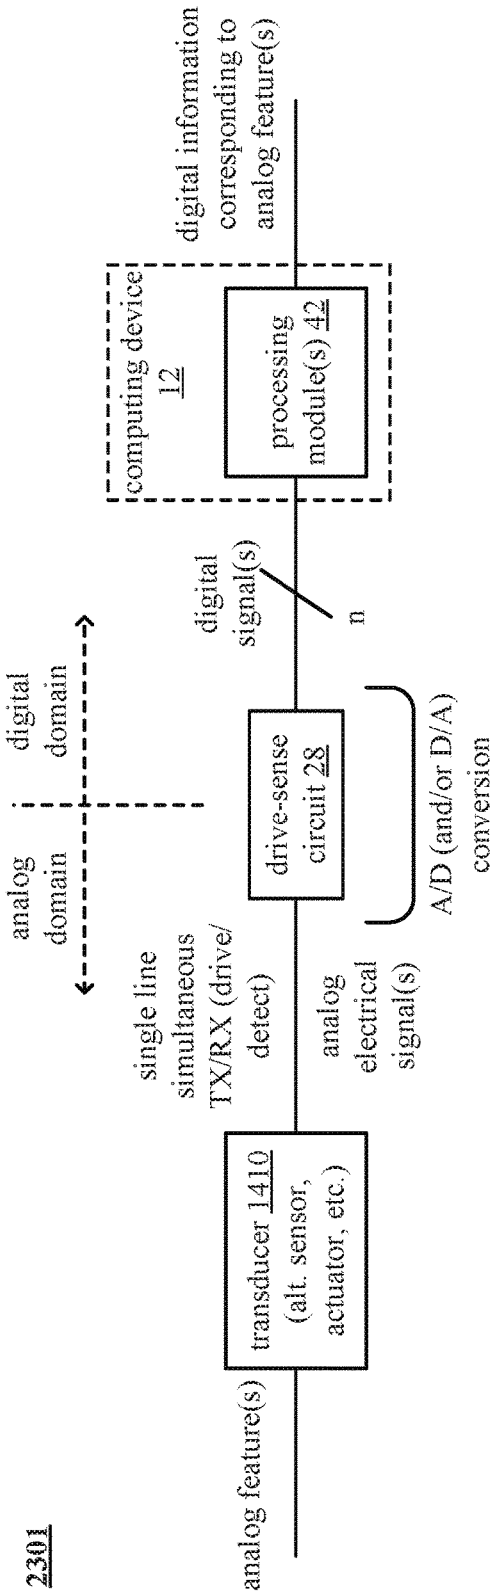 2301
analog feature(s)
transducer 1410
(alt. sensor,
actuator, etc.)
single line
simultaneous
TX/RX (drive/
detect)
analog
electrical
signal(s)
analog
domain
digital
domain
drive-sense
circuit 28
A/D (and/or D/A)
conversion
digital
signal(s)
n
computing device
12
processing
module(s) 42
digital information
corresponding to
analog feature(s)